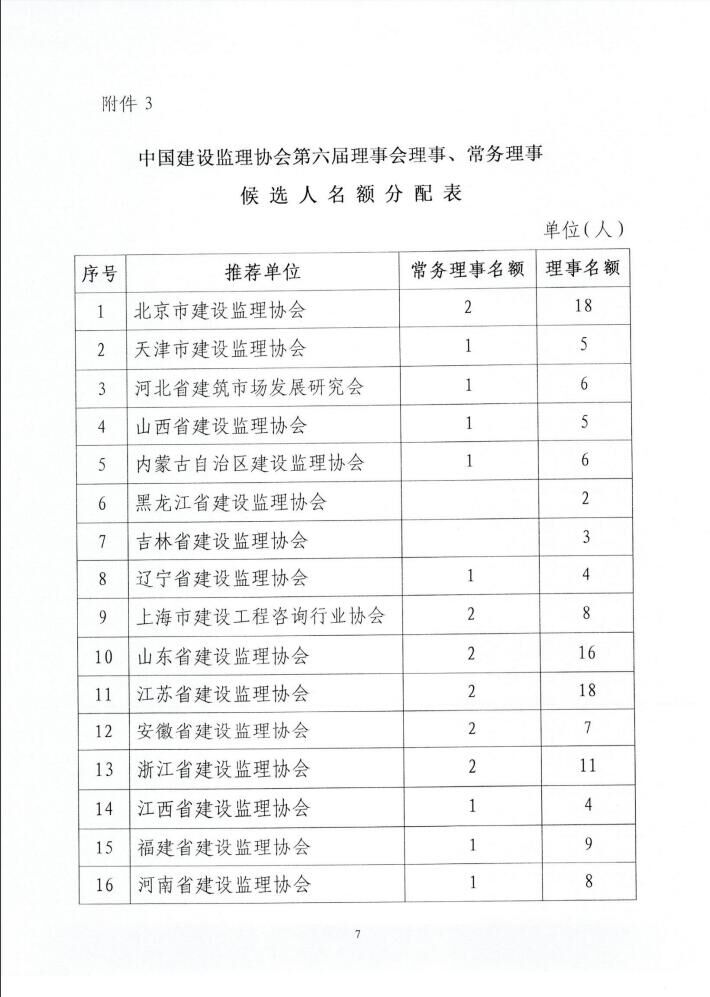 附件 3
中国建设监理协会第六届理事会理事、常务理事
候选人名额分配表
单位(人)
序号 推荐单位 常务理事名额 理事名额
1 北京市建设监理协会 2 18
2 天津市建设监理协会 1 5
3 河北省建筑市场发展研究会 1 6
4 山西省建设监理协会 1 5
5 内蒙古自治区建设监理协会 1 6
6 黑龙江省建设监理协会 2
7 吉林省建设监理协会 3
8 辽宁省建设监理协会 1 4
9 上海市建设工程咨询行业协会 2 8
10 山东省建设监理协会 2 16
11 江苏省建设监理协会 2 18
12 安徽省建设监理协会 2 7
13 浙江省建设监理协会 2 11
14 江西省建设监理协会 1 4
15 福建省建设监理协会 1 9
16 河南省建设监理协会 1 8
7